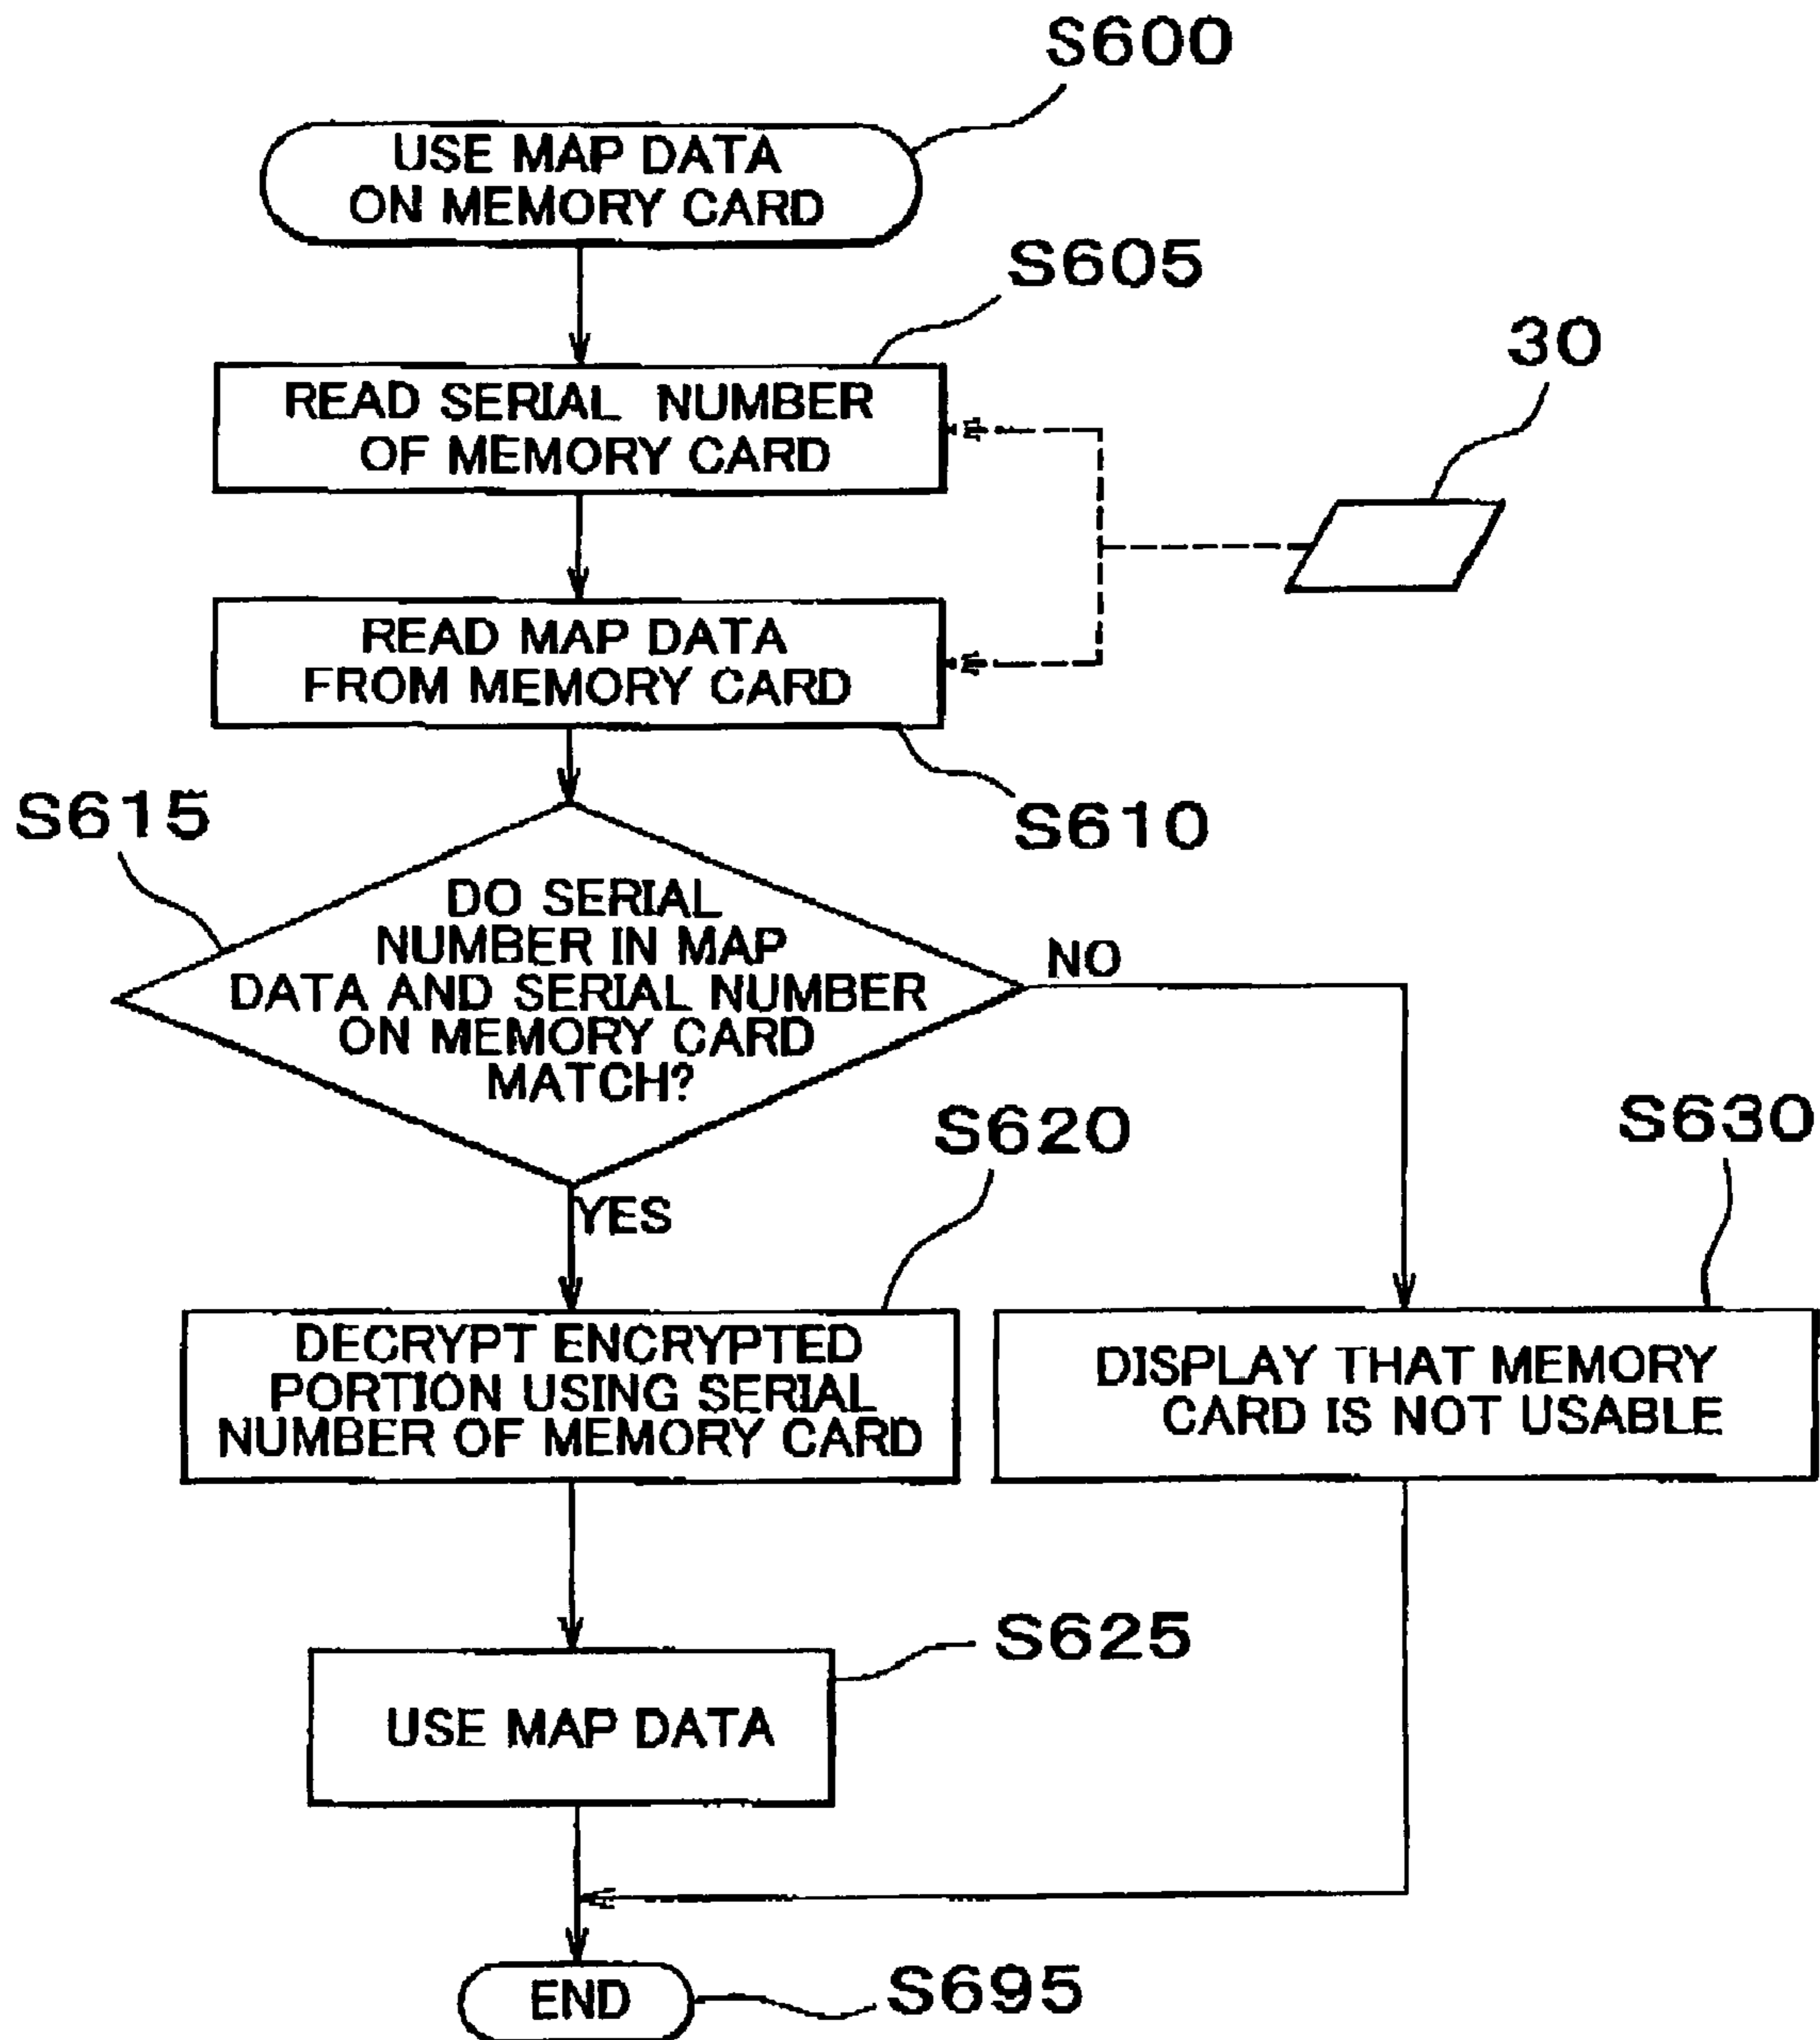 S600
USE MAP DATA
ON MEMORY CARD
S605
READ SERIAL NUMBER
OF MEMORY CARD
30
READ MAP DATA
FROM MEMORY CARD
S610
S615
DO SERIAL
NUMBER IN MAP
DATA AND SERIAL NUMBER
ON MEMORY CARD
MATCH?
NO
YES
S620
S630
DECRYPT ENCRYPTED
PORTION USING SERIAL
NUMBER OF MEMORY CARD
DISPLAY THAT MEMORY
CARD IS NOT USABLE
S625
USE MAP DATA
END
S695